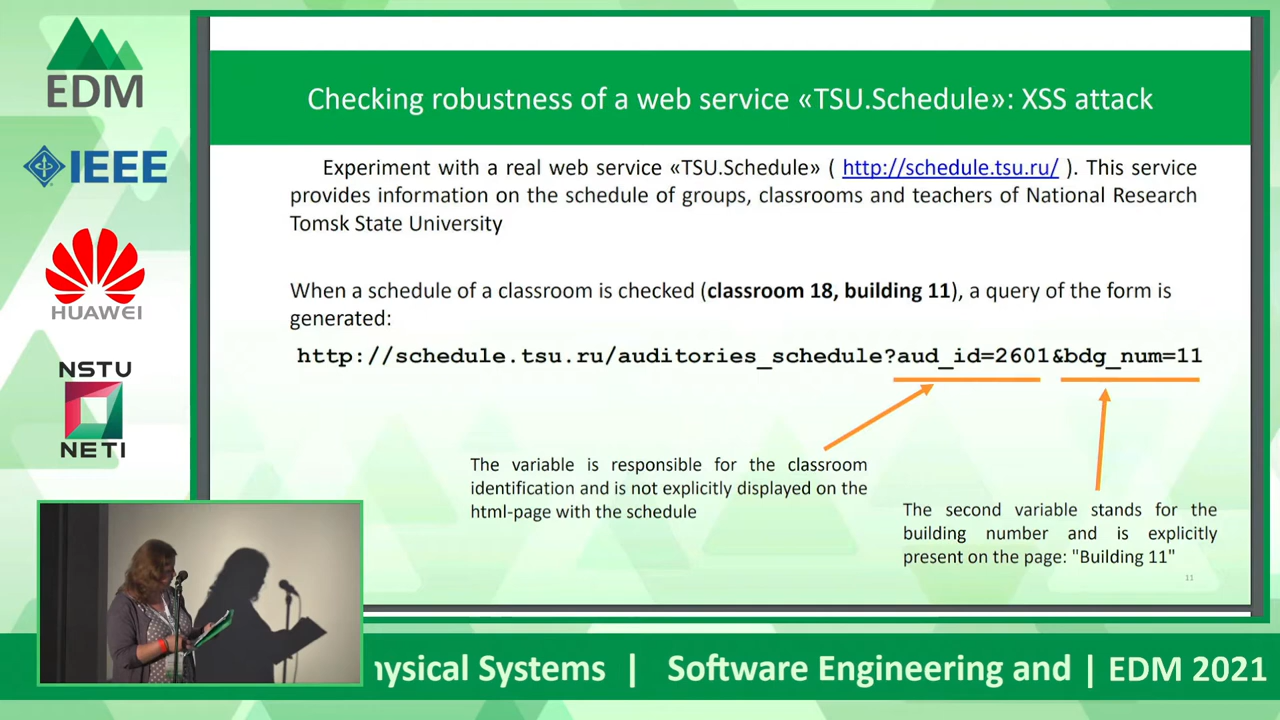 EDM
IEEE
HUAWEI
NSTU
NETI
Checking robustness of a web service «TSU.Schedule»: XSS attack
Experiment with a real web service «TSU.Schedule» ( http://schedule.tsu.ru/ ). This service
provides information on the schedule of groups, classrooms and teachers of National Research
Tomsk State University
When a schedule of a classroom is checked (classroom 18, building 11), a query of the form is
generated:
http://schedule.tsu.ru/auditories_schedule?aud_id=2601&bdg_num=11
The variable is responsible for the classroom
identification and is not explicitly displayed on the
html-page with the schedule
The second variable stands for the
building number and is explicitly
present on the page: "Building 11"
11
hysical Systems | Software Engineering and | EDM 2021